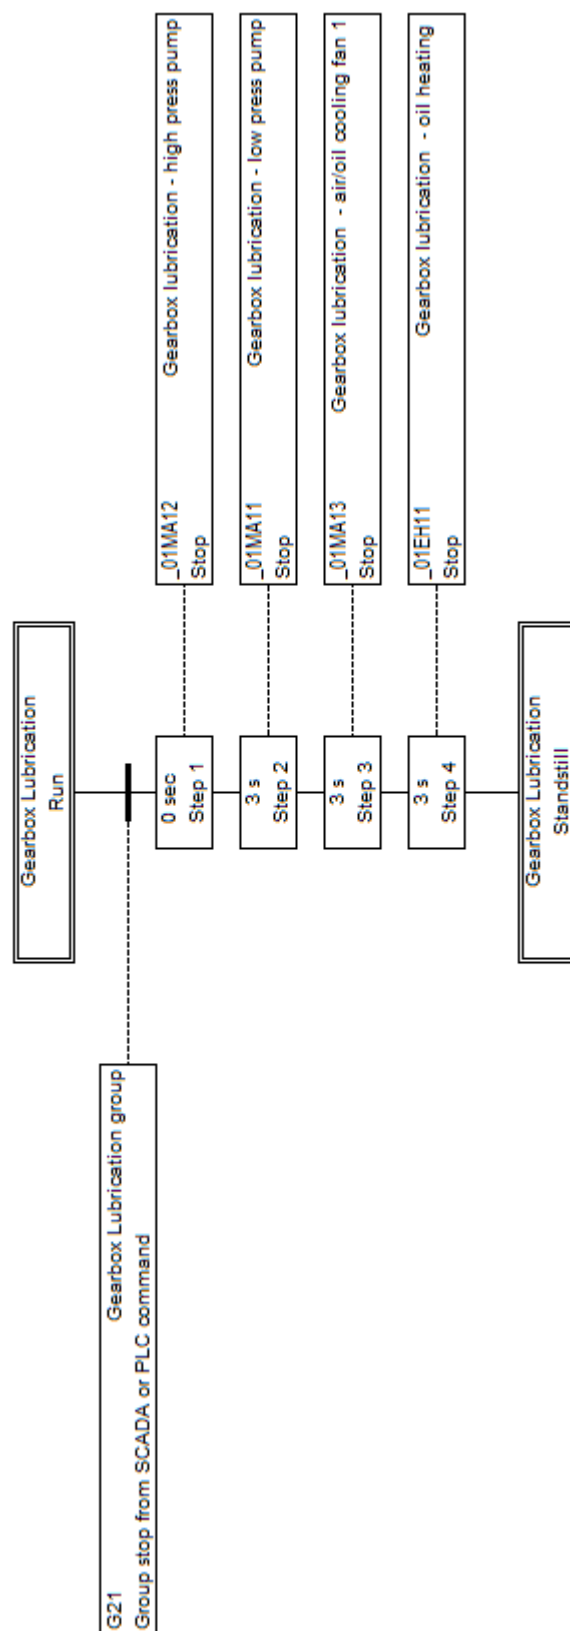 Gearbox Lubrication
Run
G21 Gearbox Lubrication group
Group stop from SCADA or PLC command
0 sec
Step 1
_01MA12 Gearbox lubrication - high press pump
Stop
3 s
Step 2
_01MA11 Gearbox lubrication - low press pump
Stop
3 s
Step 3
_01MA13 Gearbox lubrication - air/oil cooling fan 1
Stop
3 s
Step 4
_01EH11 Gearbox lubrication - oil heating
Stop
Gearbox Lubrication
Standstill